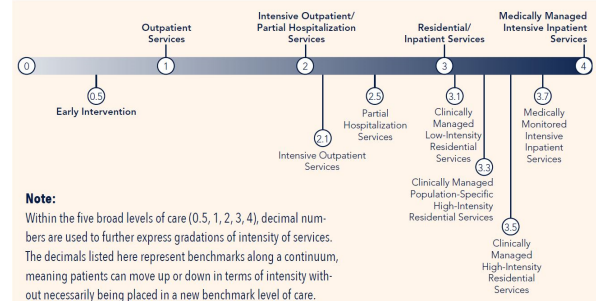 Outpatient
Services
Intensive Outpatient/
Partial Hospitalization
Services
Residential/
Inpatient Services
Medically Managed
Intensive Inpatient
Services
0
1
2
3
4
0.5
Early Intervention
2.1
Intensive Outpatient
Services
2.5
Partial
Hospitalization
Services
3.1
Clinically
Managed
Low-Intensity
Residential
Services
3.3
Clinically Managed
Population-Specific
High-Intensity
Residential Services
3.5
Clinically
Managed
High-Intensity
Residential
Services
3.7
Medically
Monitored
Intensive
Inpatient
Services
Note:
Within the five broad levels of care (0.5, 1, 2, 3, 4), decimal num-
bers are used to further express gradations of intensity of services.
The decimals listed here represent benchmarks along a continuum,
meaning patients can move up or down in terms of intensity with-
out necessarily being placed in a new benchmark level of care.